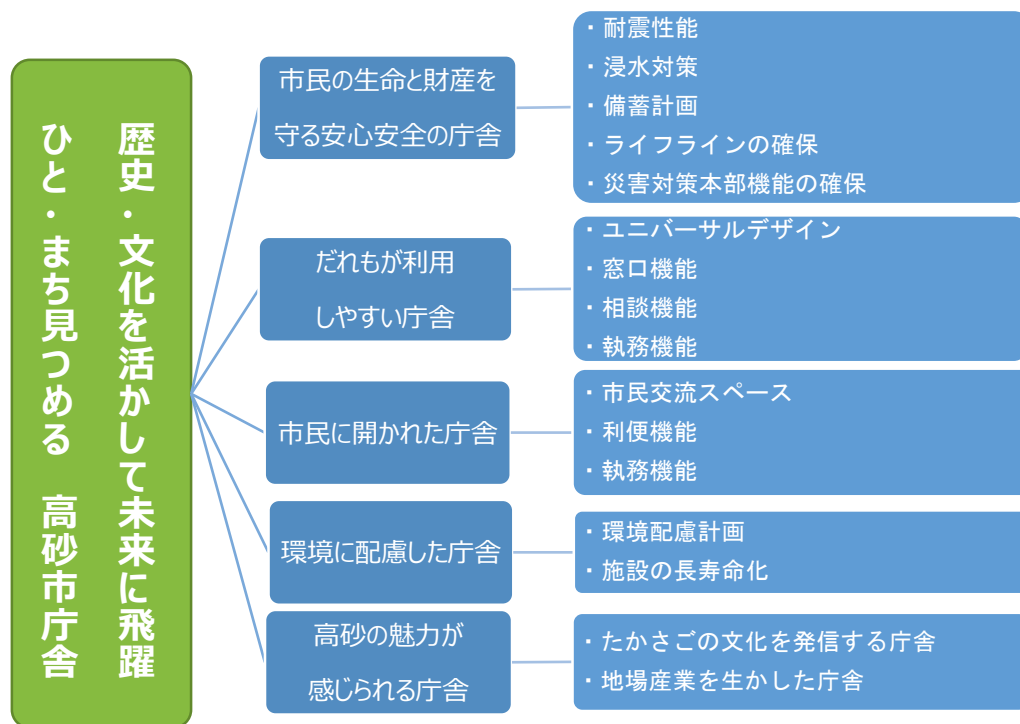 歴史・文化を活かして未来に飛躍
ひと・まち見つめる　高砂市庁舎
市民の生命と財産を
守る安心安全の庁舎
・耐震性能
・浸水対策
・備蓄計画
・ライフラインの確保
・災害対策本部機能の確保
だれもが利用
しやすい庁舎
・ユニバーサルデザイン
・窓口機能
・相談機能
・執務機能
市民に開かれた庁舎
・市民交流スペース
・利便機能
・執務機能
環境に配慮した庁舎
・環境配慮計画
・施設の長寿命化
高砂の魅力が
感じられる庁舎
・たかさごの文化を発信する庁舎
・地場産業を生かした庁舎